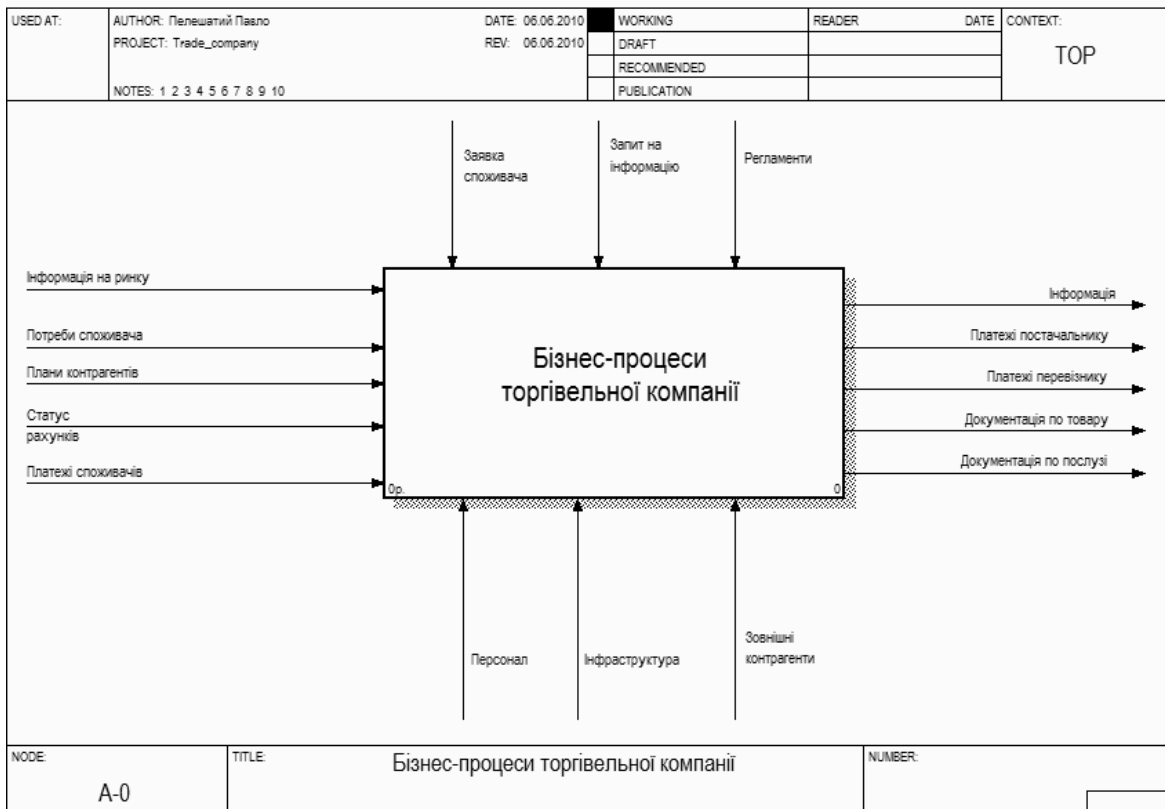 USED AT:
AUTHOR: Пелешатий Павло
DATE: 06.06.2010
WORKING
READER
DATE
CONTEXT:
PROJECT: Trade_company
REV: 06.06.2010
DRAFT
TOP
RECOMMENDED
NOTES: 1 2 3 4 5 6 7 8 9 10
PUBLICATION
Заявка
споживача
Запит на
інформацію
Регламенти
Інформація на ринку
Потреби споживача
Плани контрагентів
Статус
рахунків
Платежі споживачів
Бізнес-процеси
торгівельної компанії
0р.
0
Інформація
Платежі постачальнику
Платежі перевізнику
Документація по товару
Документація по послузі
Персонал
Інфраструктура
Зовнішні
контрагенти
NODE:
A-0
TITLE:
Бізнес-процеси торгівельної компанії
NUMBER: